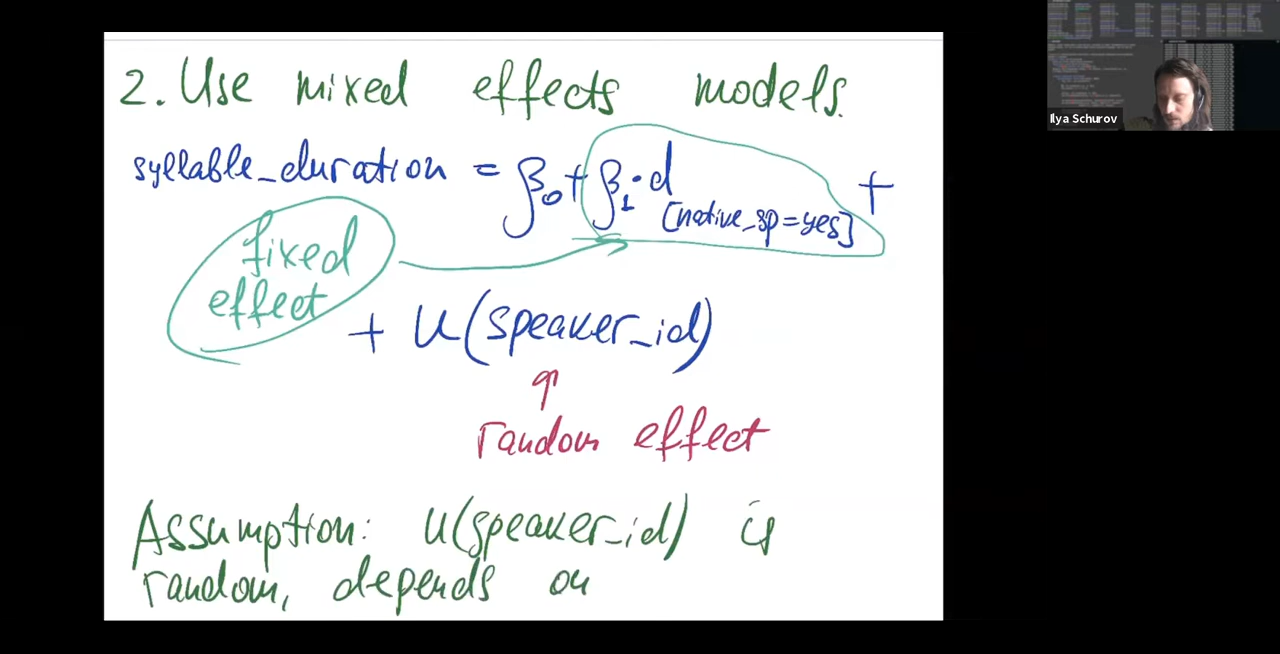 2. Use mixed effects models.
syllable_duration = β₀ + β₁ · d [native_sp=yes] +
fixed
effect
+ u(speaker_id)
random effect
Assumption: u(speaker_id) is
random, depends on
Ilya Schurov